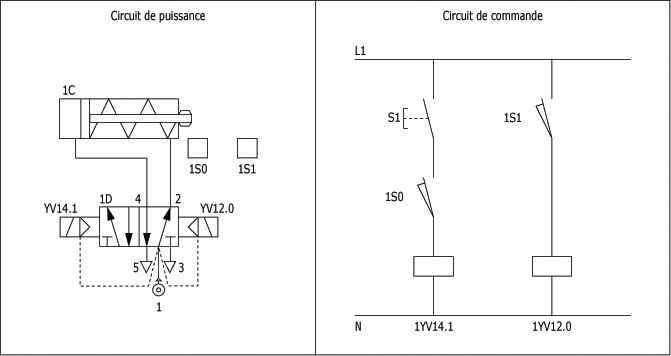 Circuit de puissance
1C
1S0 1S1
1D 4 2
YV14.1 YV12.0
5 3
1
Circuit de commande
L1
S1 1S1
1S0
N 1YV14.1 1YV12.0